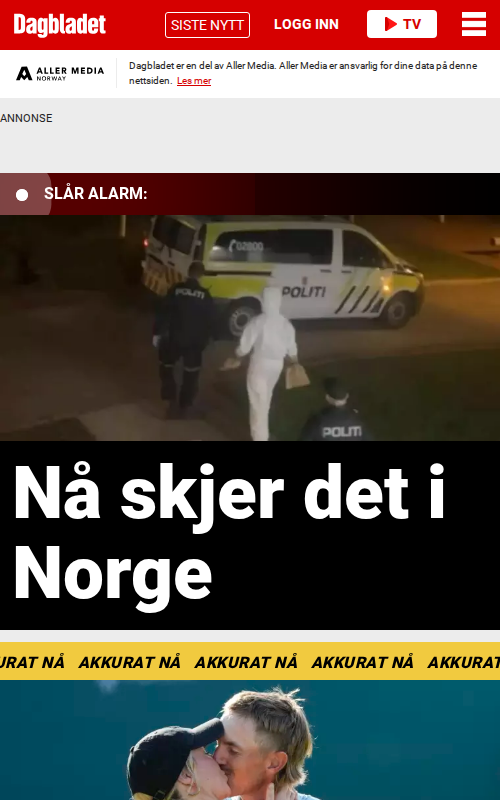 Dagbladet
SISTE NYTT
LOGG INN
TV
ALLER MEDIA
NORWAY
Dagbladet er en del av Aller Media. Aller Media er ansvarlig for dine data på denne
nettsiden. Les mer
ANNONSE
SLÅR ALARM:
02800
POLITI
POLITI
POLITI
Nå skjer det i
Norge
URAT NÅ AKKURAT NÅ AKKURAT NÅ AKKURAT NÅ AKKURAT